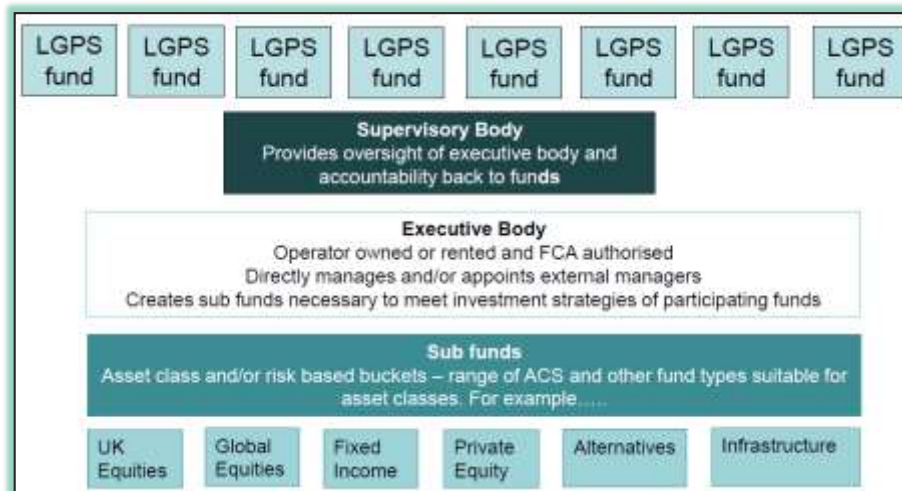 LGPS fund
LGPS fund
LGPS fund
LGPS fund
LGPS fund
LGPS fund
LGPS fund
LGPS fund
Supervisory Body
Provides oversight of executive body and
accountability back to funds
Executive Body
Operator owned or rented and FCA authorised
Directly manages and/or appoints external managers
Creates sub funds necessary to meet investment strategies of participating funds
Sub funds
Asset class and/or risk based buckets – range of ACS and other fund types suitable for
asset classes. For example.....
UK
Equities
Global
Equities
Fixed
Income
Private
Equity
Alternatives
Infrastructure